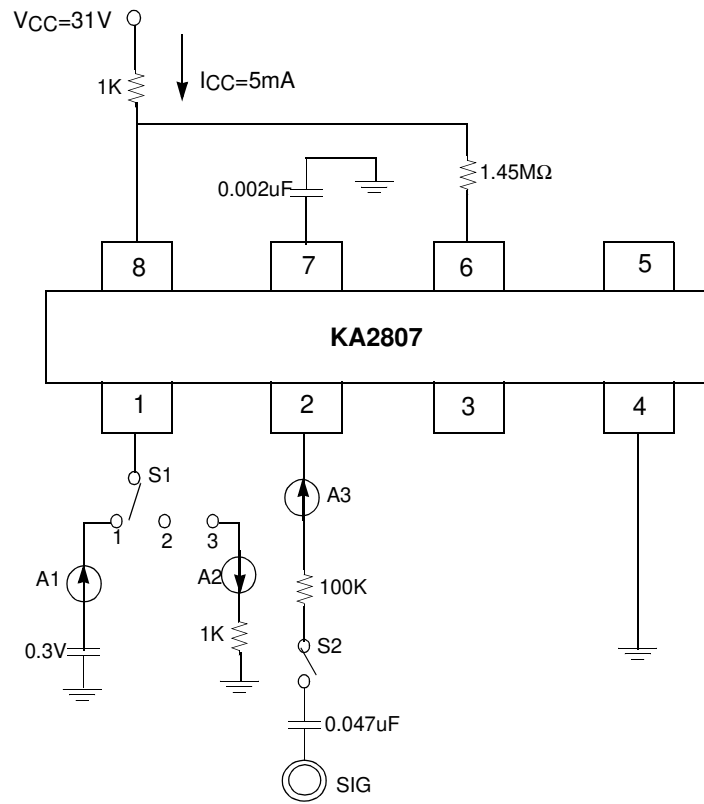 VCC=31V
1K
ICC=5mA
0.002uF
1.45MΩ
8
7
6
5
KA2807
1
2
3
4
S1
1
2
3
A3
A1
A2
100K
1K
0.3V
S2
0.047uF
SIG